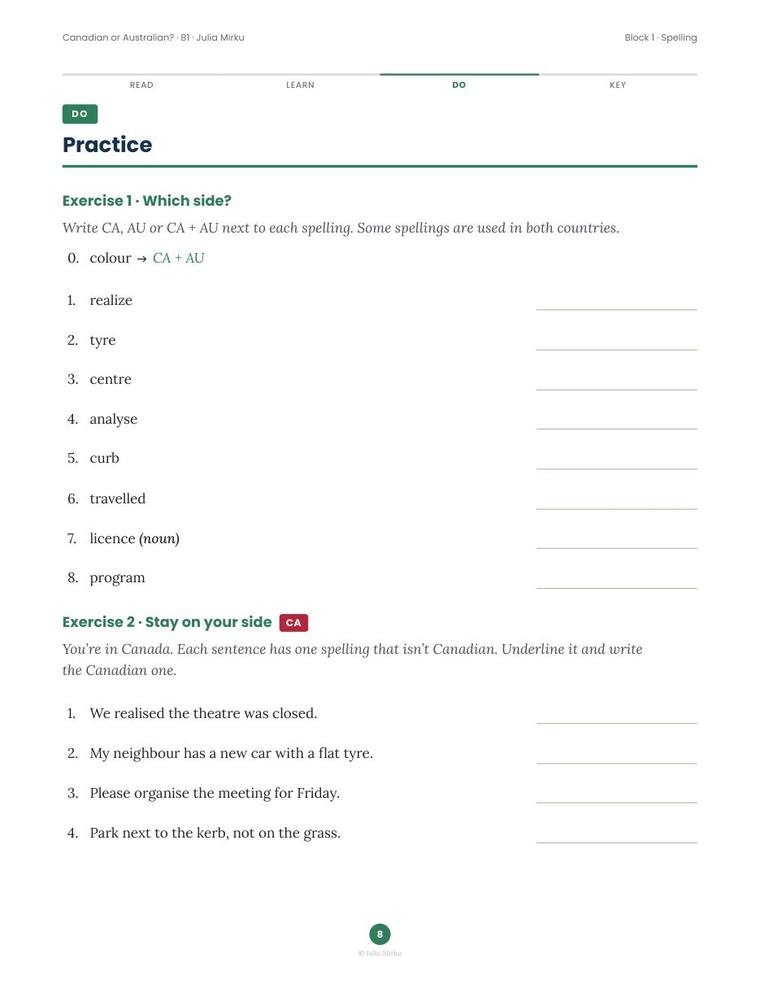 Canadian or Australian? · B1 · Julia Mirku
Block 1 · Spelling
READ
LEARN
DO
KEY
DO
Practice
Exercise 1 · Which side?
Write CA, AU or CA + AU next to each spelling. Some spellings are used in both countries.
0. colour → CA + AU
1. realize
2. tyre
3. centre
4. analyse
5. curb
6. travelled
7. licence (noun)
8. program
Exercise 2 · Stay on your side CA
You're in Canada. Each sentence has one spelling that isn't Canadian. Underline it and write
the Canadian one.
1. We realised the theatre was closed.
2. My neighbour has a new car with a flat tyre.
3. Please organise the meeting for Friday.
4. Park next to the kerb, not on the grass.
8
© Julia Mirku